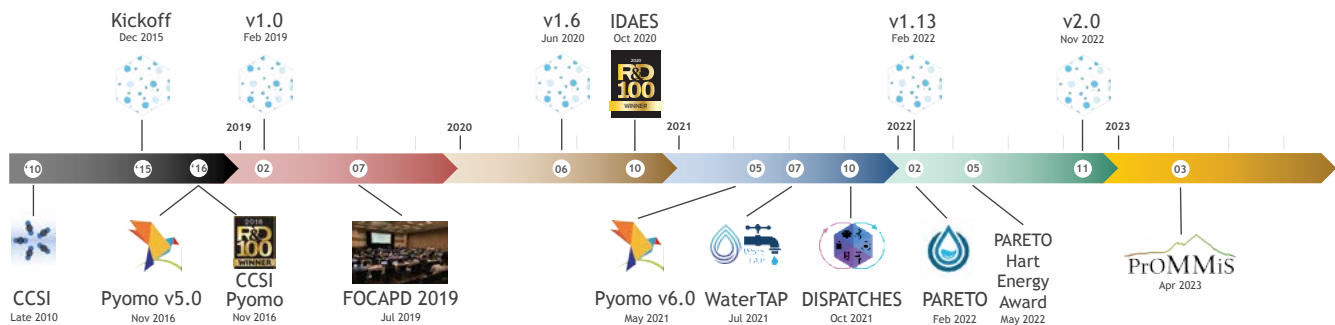 Kickoff
Dec 2015
v1.0
Feb 2019
v1.6
Jun 2020
IDAES
Oct 2020
2020
R&D
100
WINNER
v1.13
Feb 2022
v2.0
Nov 2022
2019
2020
2021
2022
2023
'10
'15
'16
02
07
06
10
05
07
10
02
05
11
03
CCSI
Late 2010
Pyomo v5.0
Nov 2016
2016
R&D
100
WINNER
CCSI
Pyomo
Nov 2016
FOCAPD 2019
Jul 2019
Pyomo v6.0
May 2021
Water
TAP
WaterTAP
Jul 2021
DISPATCHES
Oct 2021
PARETO
Feb 2022
PARETO
Hart
Energy
Award
May 2022
PrOMMiS
Apr 2023